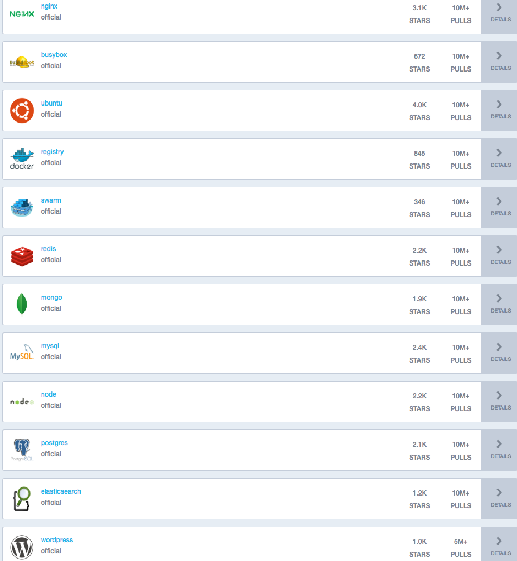 NGINX
nginx
official
3.1K
STARS
10M+
PULLS
DETAILS
busybox
official
672
STARS
10M+
PULLS
DETAILS
ubuntu
official
4.0K
STARS
10M+
PULLS
DETAILS
docker
registry
official
STARS
10M+
PULLS
DETAILS
swarm
official
346
STARS
10M+
PULLS
DETAILS
redis
official
2.2K
STARS
10M+
PULLS
DETAILS
mongo
official
1.9K
STARS
10M+
PULLS
DETAILS
MySQL
mysql
official
2.4K
STARS
10M+
PULLS
DETAILS
node
node
official
2.2K
STARS
10M+
PULLS
DETAILS
postgres
official
2.1K
STARS
10M+
PULLS
DETAILS
elasticsearch
official
1.2K
STARS
10M+
PULLS
DETAILS
wordpress
official
1.0K
STARS
5M+
PULLS
DETAILS